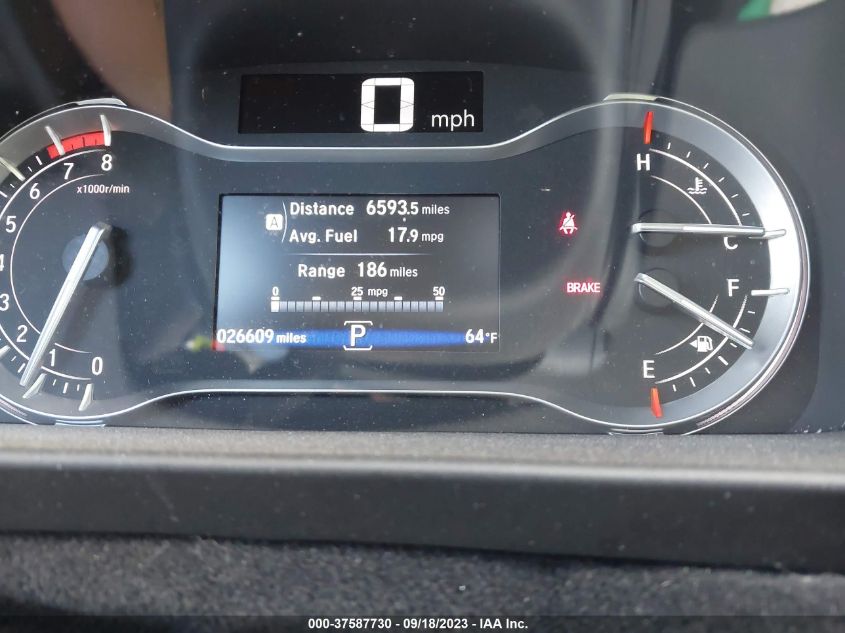 0 mph
8
7
6
5
4
3
2
1
0
x1000r/min
A
Distance 6593.5 miles
Avg. Fuel 17.9 mpg
Range 186 miles
0 25 mpg 50
026609 miles P 64°F
BRAKE
H
C
F
E
000-37587730 - 09/18/2023 - IAA Inc.